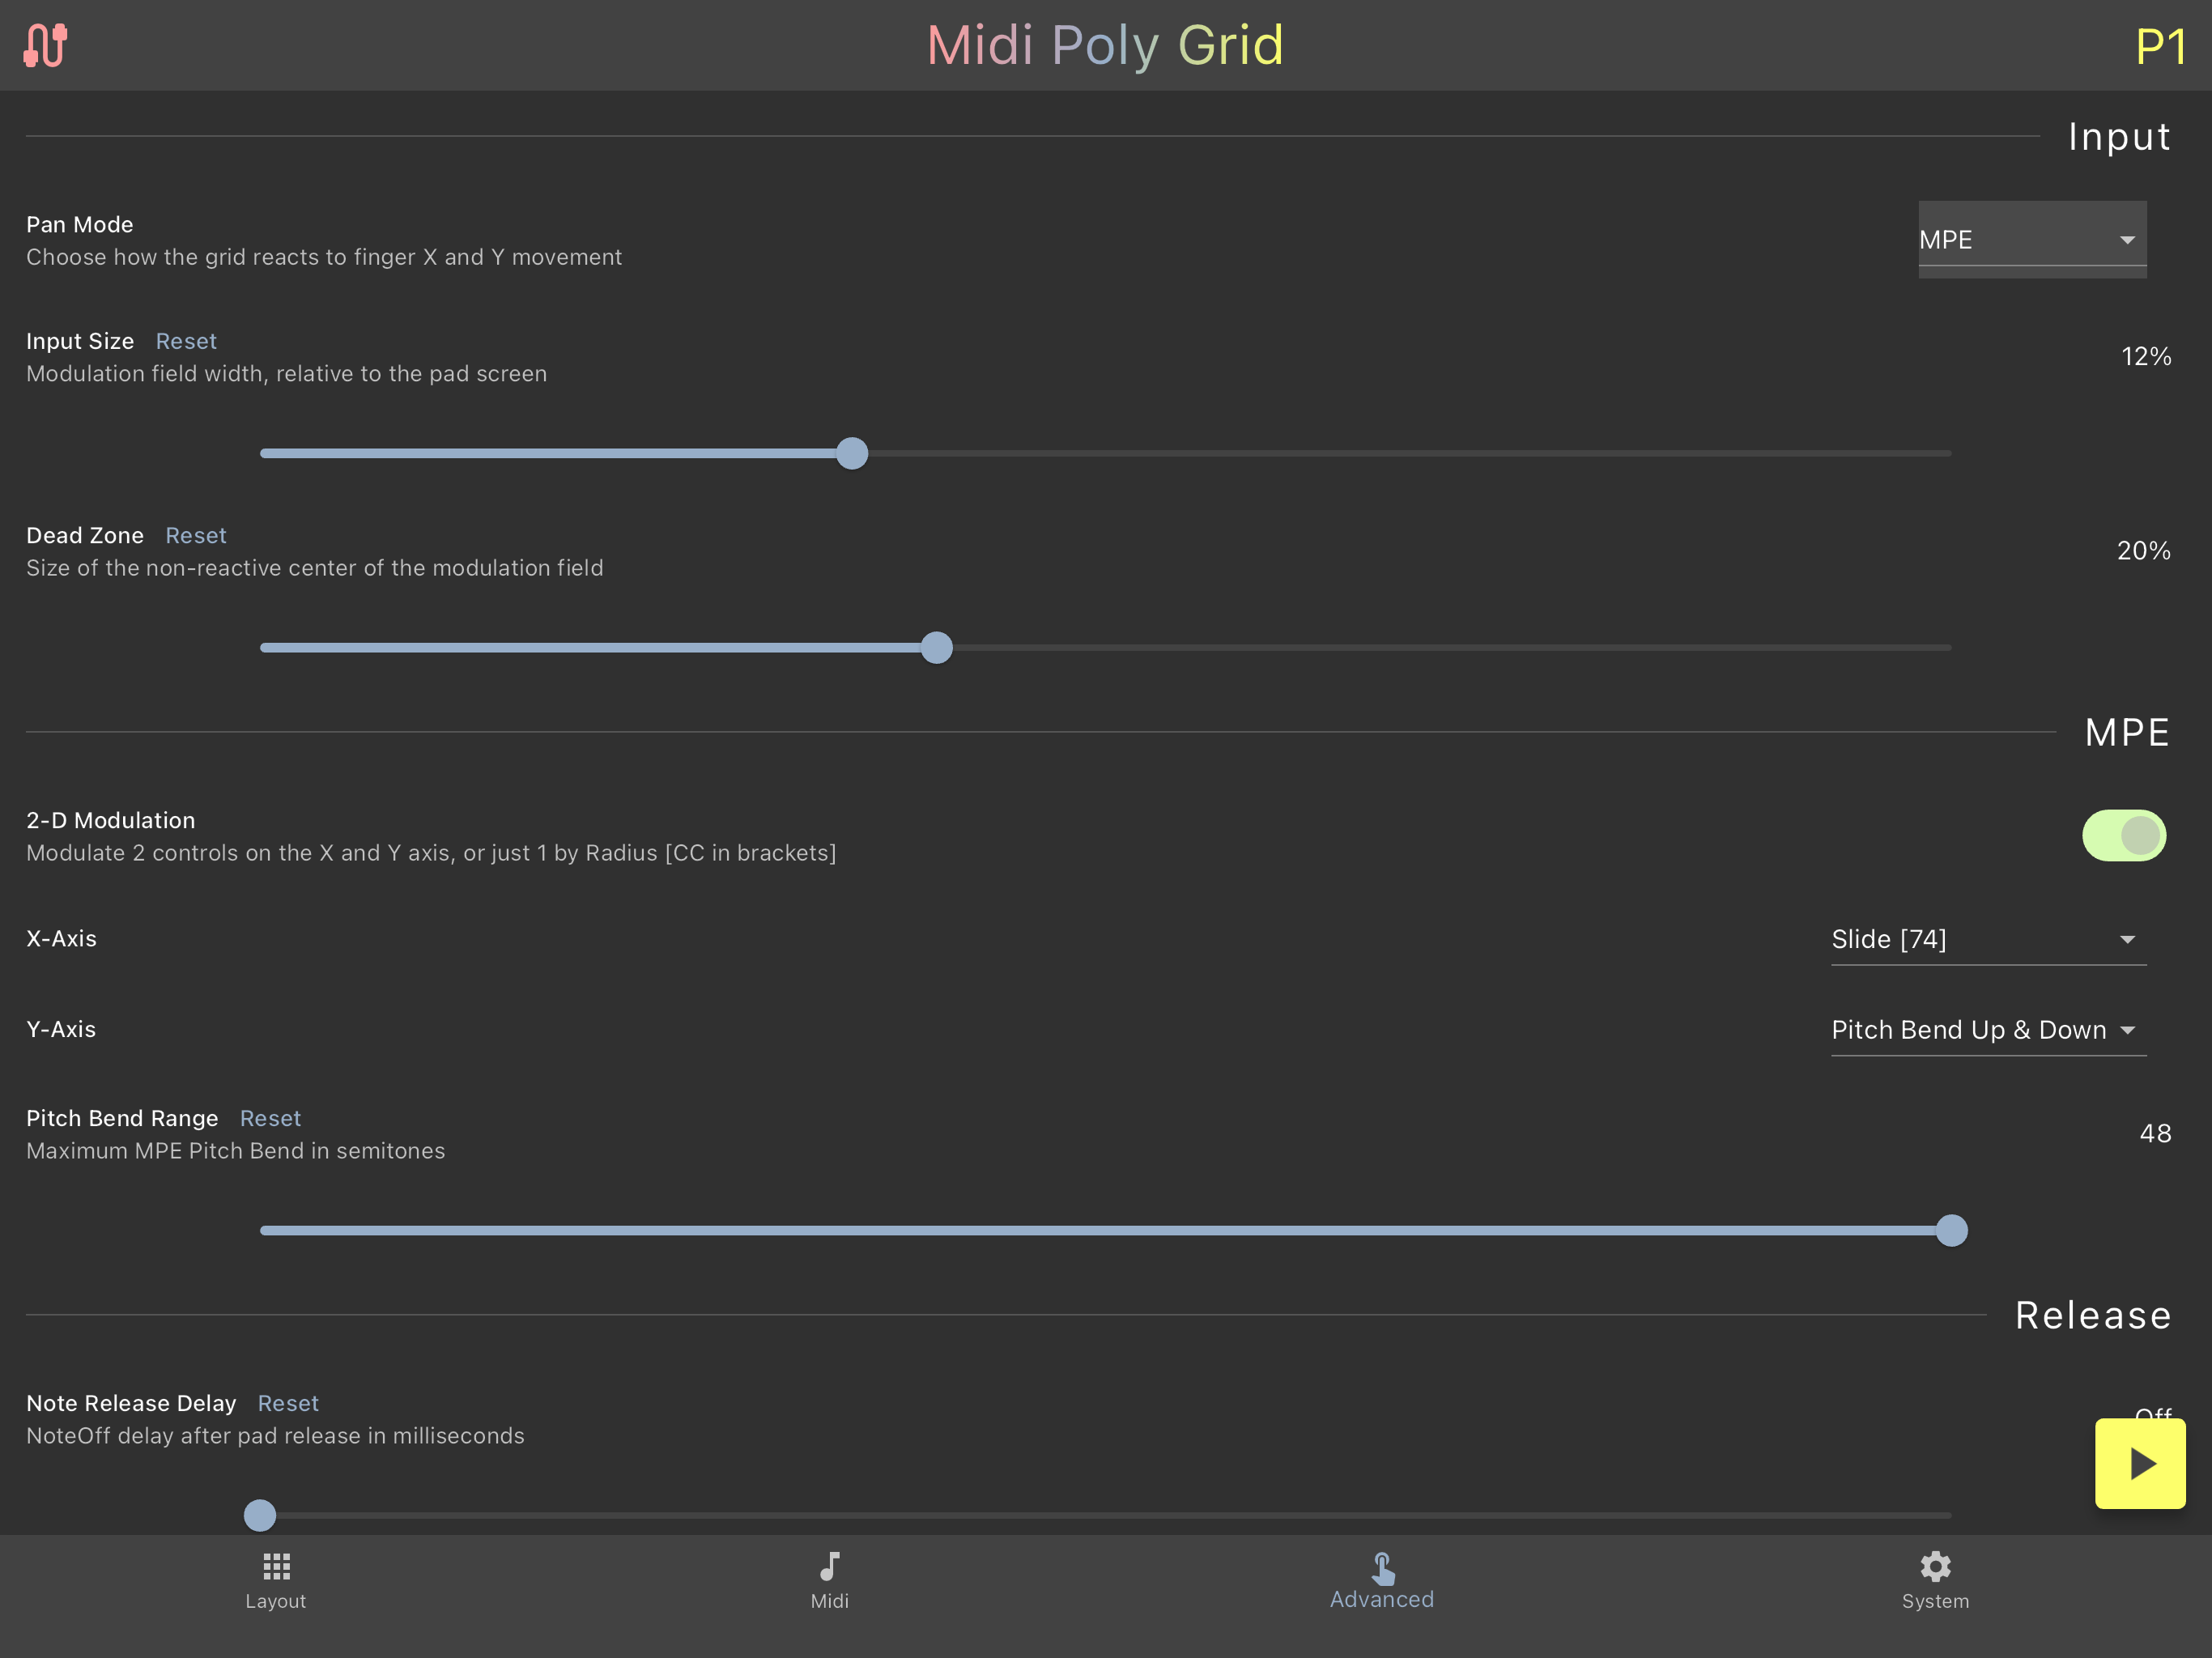 Midi Poly Grid
P1
Input
Pan Mode
Choose how the grid reacts to finger X and Y movement
MPE
Input Size Reset
Modulation field width, relative to the pad screen
12%
Dead Zone Reset
Size of the non-reactive center of the modulation field
20%
MPE
2-D Modulation
Modulate 2 controls on the X and Y axis, or just 1 by Radius [CC in brackets]
X-Axis
Slide [74]
Y-Axis
Pitch Bend Up & Down
Pitch Bend Range Reset
Maximum MPE Pitch Bend in semitones
48
Release
Note Release Delay Reset
NoteOff delay after pad release in milliseconds
Off
Layout
Midi
Advanced
System